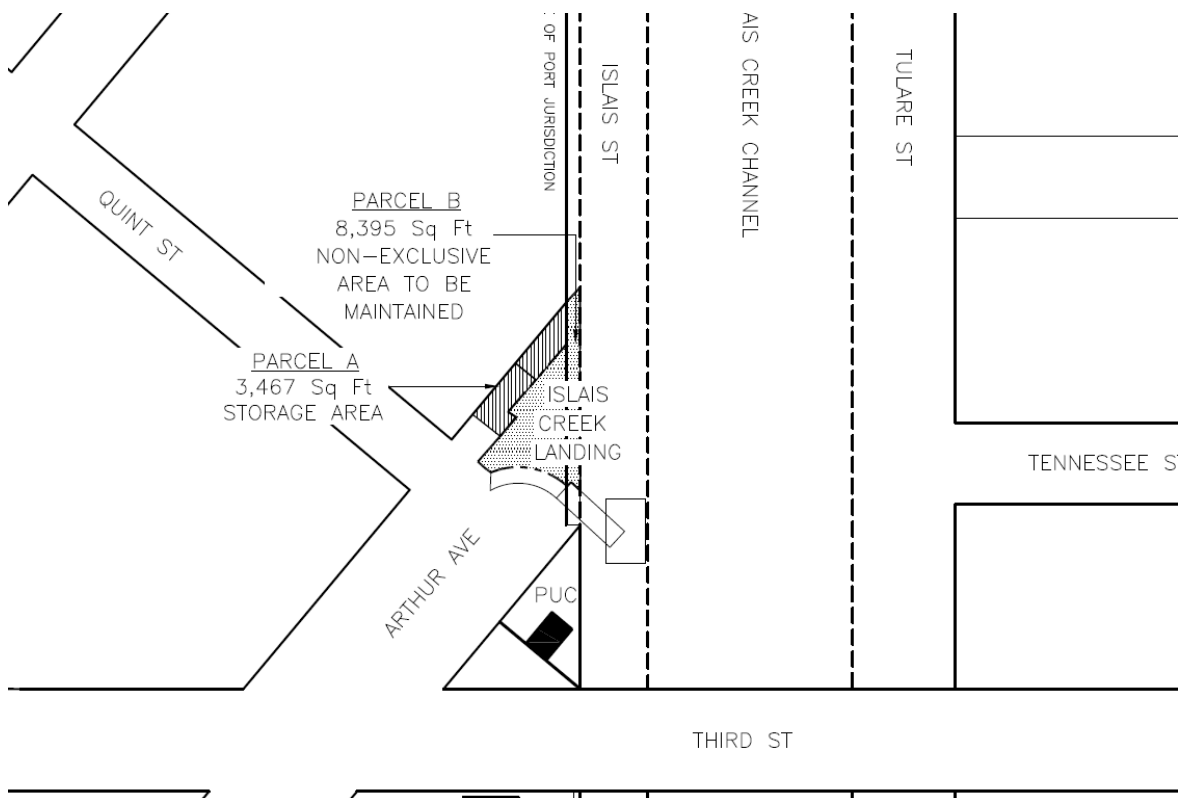 OF PORT JURISDICTION
ISLAIS ST
AIS CREEK CHANNEL
TULARE ST
QUINT ST
PARCEL B
8,395 Sq Ft
NON-EXCLUSIVE
AREA TO BE
MAINTAINED
PARCEL A
3,467 Sq Ft
STORAGE AREA
ISLAIS
CREEK
LANDING
TENNESSEE ST
ARTHUR AVE
PUC
THIRD ST